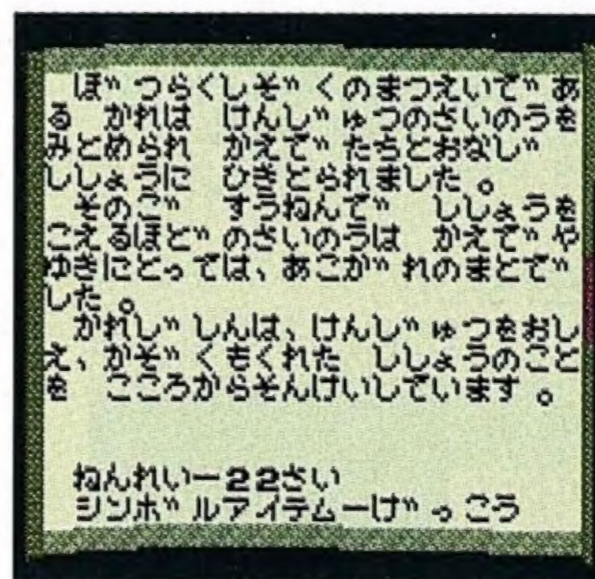 ぼつらくしぞくのまつえいであ
る かれは けんじゅつのさいのうを
みとめられ かえでたちとおなじ
ししょうに ひきとられました。
そのご すうねんで ししょうを
こえるほどのさいのうは かえでや
ゆきにとっては、あこがれのまとで
した。
かれじしんは、けんじゅつをおし
え、かぞくもくれた ししょうのこと
を こころからそんけいしています。
ねんれいー22さい
シンボルアイテムーげっこう